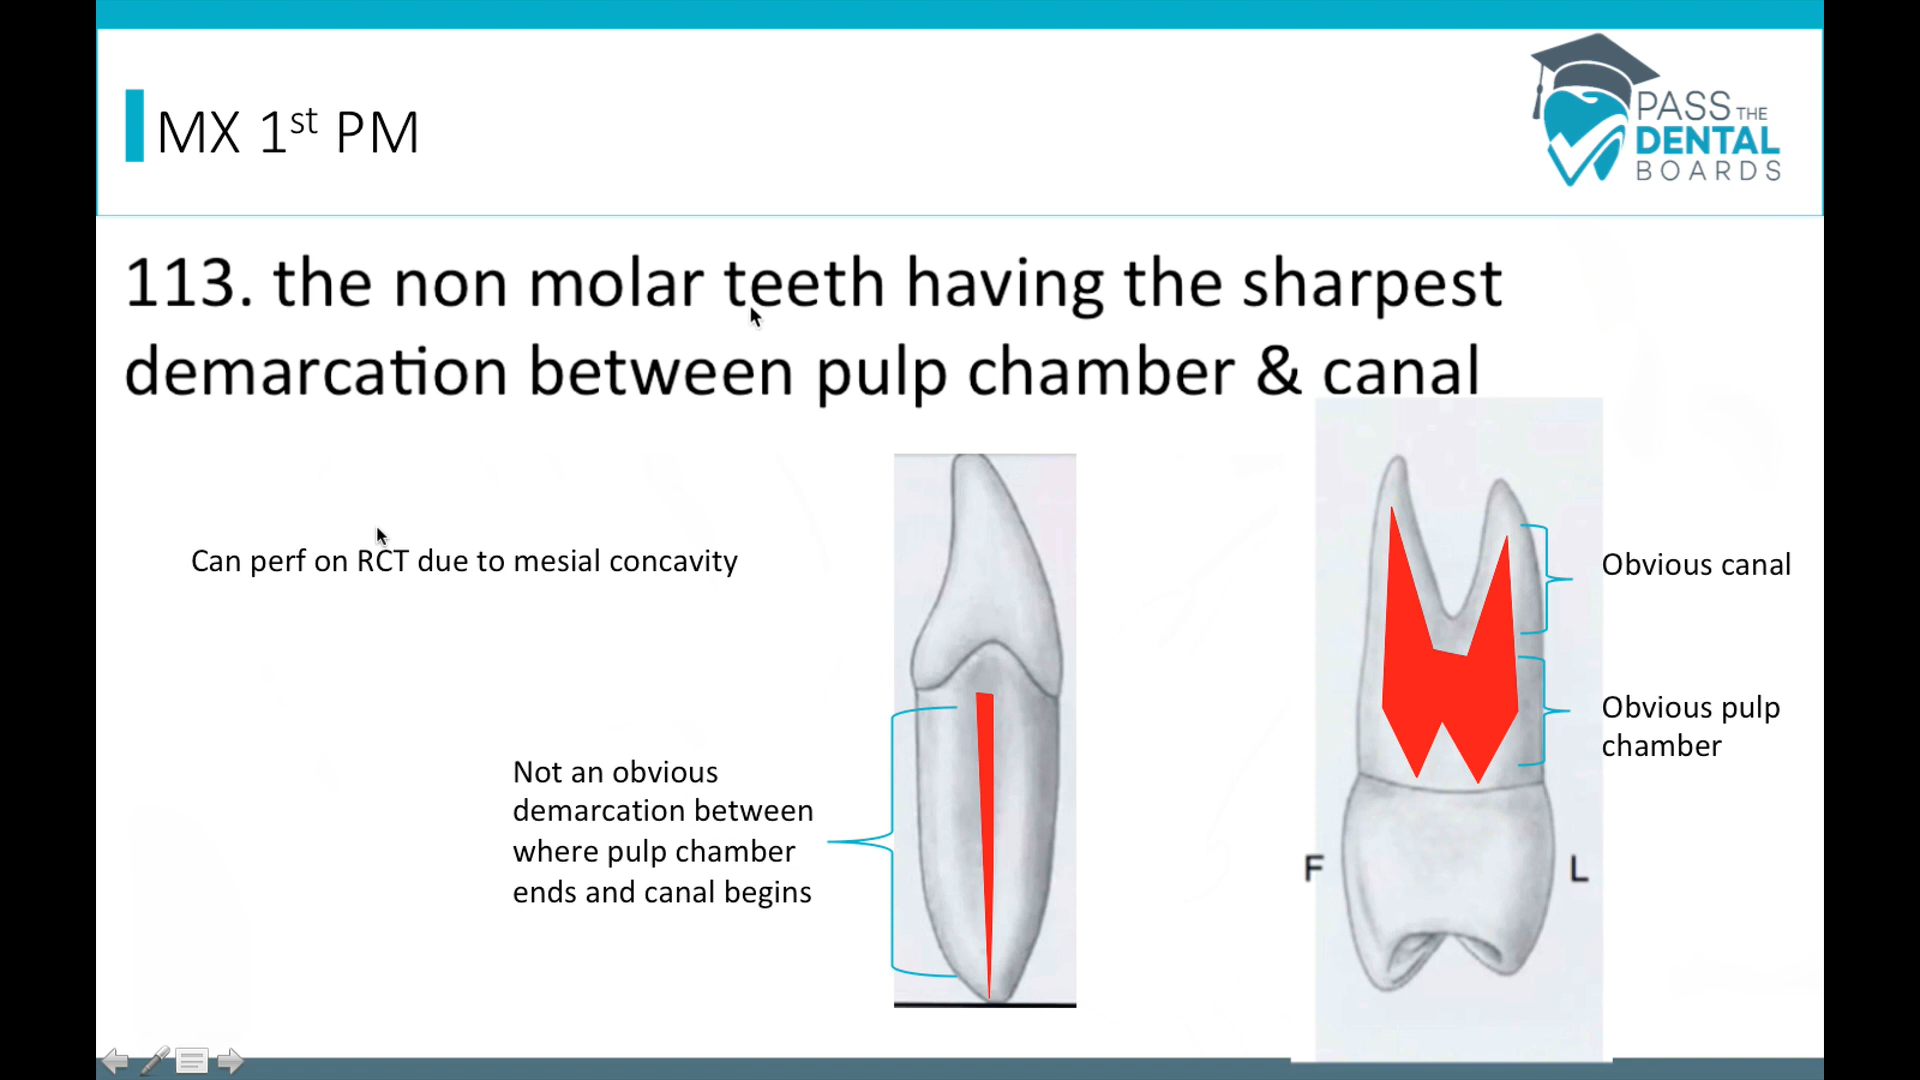 MX 1st PM
PASS THE
DENTAL
BOARDS
113. the non molar teeth having the sharpest
demarcation between pulp chamber & canal
Can perf on RCT due to mesial concavity
Obvious canal
Obvious pulp
chamber
Not an obvious
demarcation between
where pulp chamber
ends and canal begins
F
L